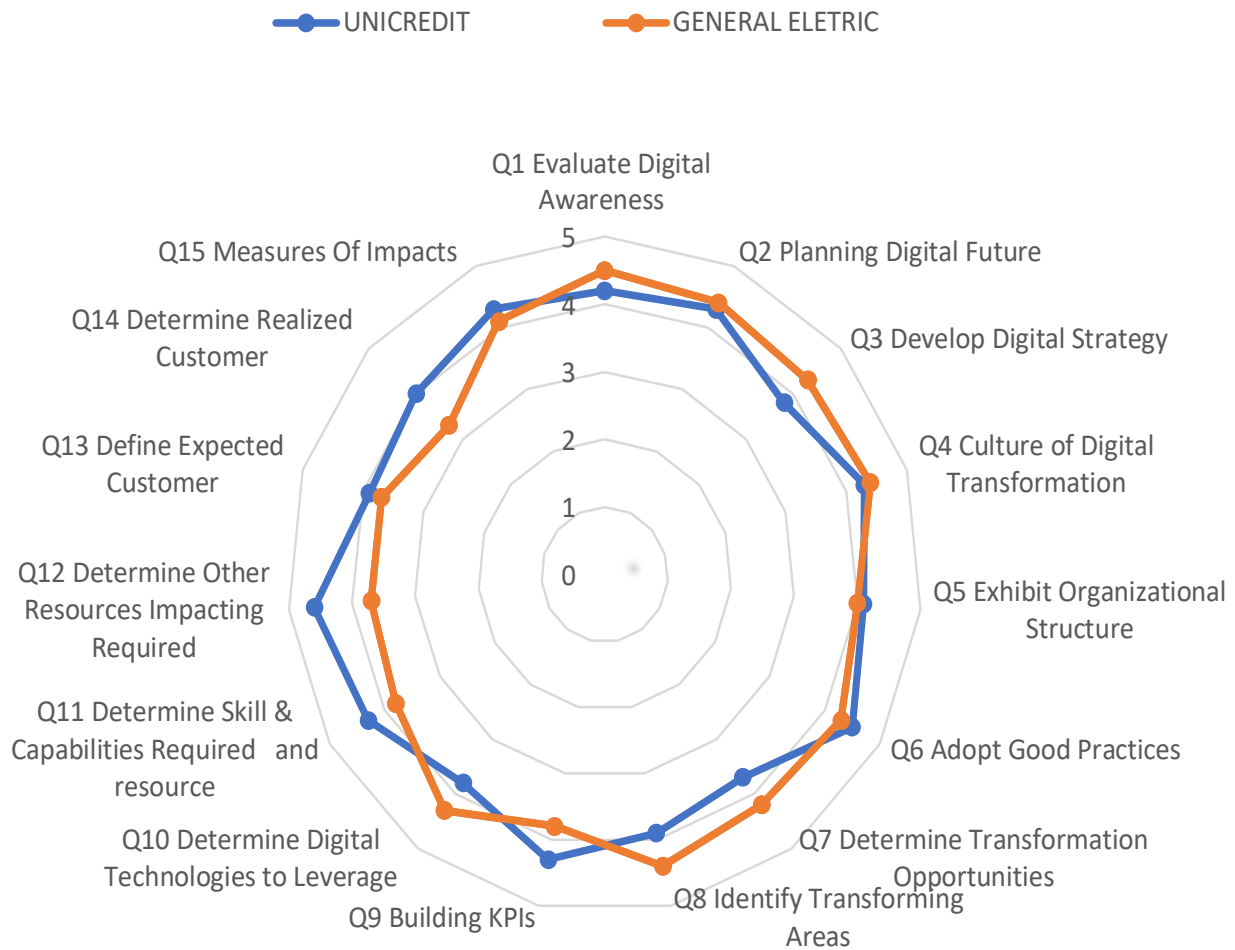 UNICREDIT
GENERAL ELETRIC
Q1 Evaluate Digital
Awareness
Q2 Planning Digital Future
Q3 Develop Digital Strategy
Q4 Culture of Digital
Transformation
Q5 Exhibit Organizational
Structure
Q6 Adopt Good Practices
Q7 Determine Transformation
Opportunities
Q8 Identify Transforming
Areas
Q9 Building KPIs
Q10 Determine Digital
Technologies to Leverage
Q11 Determine Skill &
Capabilities Required and
resource
Q12 Determine Other
Resources Impacting
Required
Q13 Define Expected
Customer
Q14 Determine Realized
Customer
Q15 Measures Of Impacts
5
4
3
2
1
0